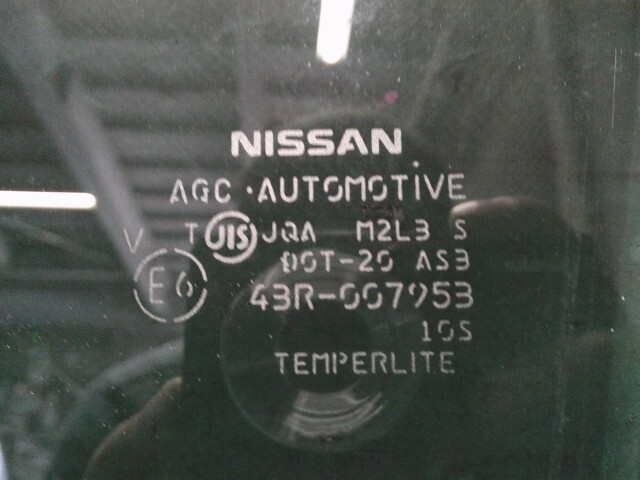 NISSAN
AGC · AUTOMOTIVE
V T JIS JQA M2L3 S
DOT-20 AS3
E6 43R-007953
10S
TEMPERLITE